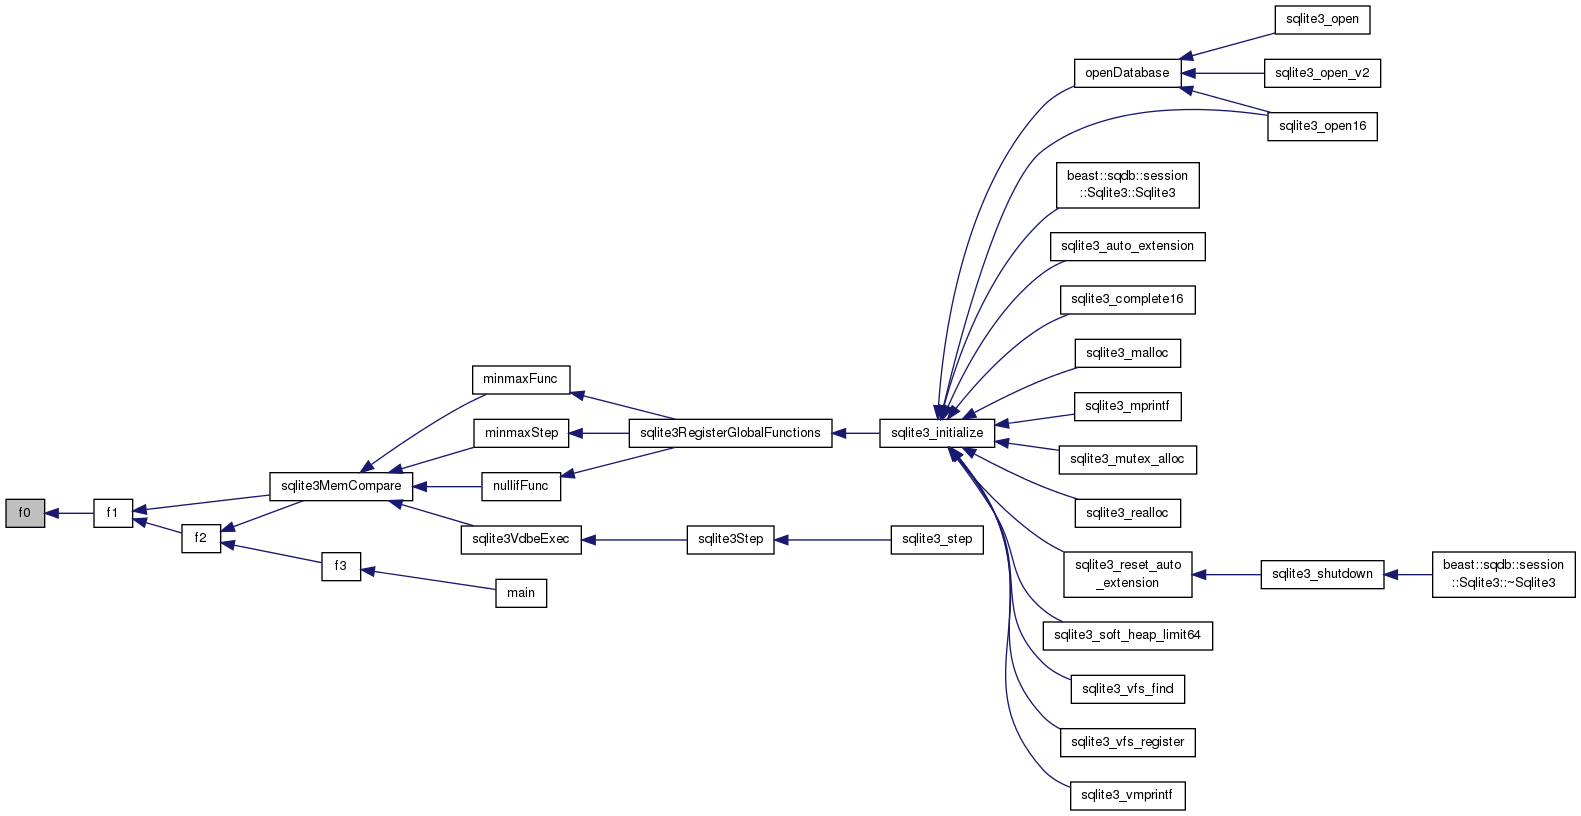 sqlite3_open
openDatabase
sqlite3_open_v2
sqlite3_open16
beast::sqdb::session
::Sqlite3::Sqlite3
sqlite3_auto_extension
sqlite3_complete16
sqlite3_malloc
minmaxFunc
sqlite3_mprintf
minmaxStep
sqlite3RegisterGlobalFunctions
sqlite3_initialize
sqlite3_mutex_alloc
sqlite3MemCompare
nullifFunc
f0
f1
sqlite3_realloc
f2
sqlite3VdbeExec
sqlite3Step
sqlite3_step
f3
sqlite3_reset_auto
_extension
sqlite3_shutdown
beast::sqdb::session
::Sqlite3::~Sqlite3
main
sqlite3_soft_heap_limit64
sqlite3_vfs_find
sqlite3_vfs_register
sqlite3_vmprintf